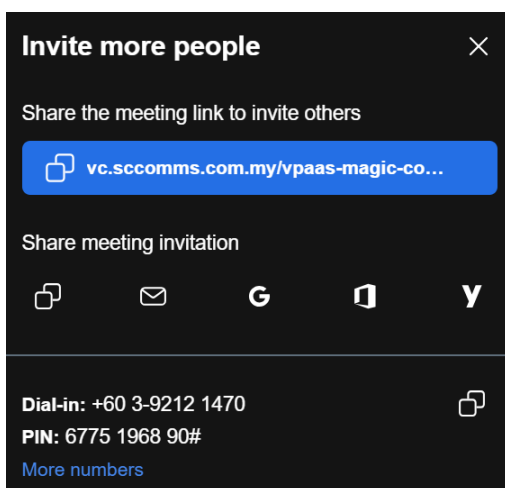 Invite more people
Share the meeting link to invite others
vc.sccomms.com.my/vpaas-magic-co...
Share meeting invitation
G
y
Dial-in: +60 3-9212 1470
PIN: 6775 1968 90#
More numbers